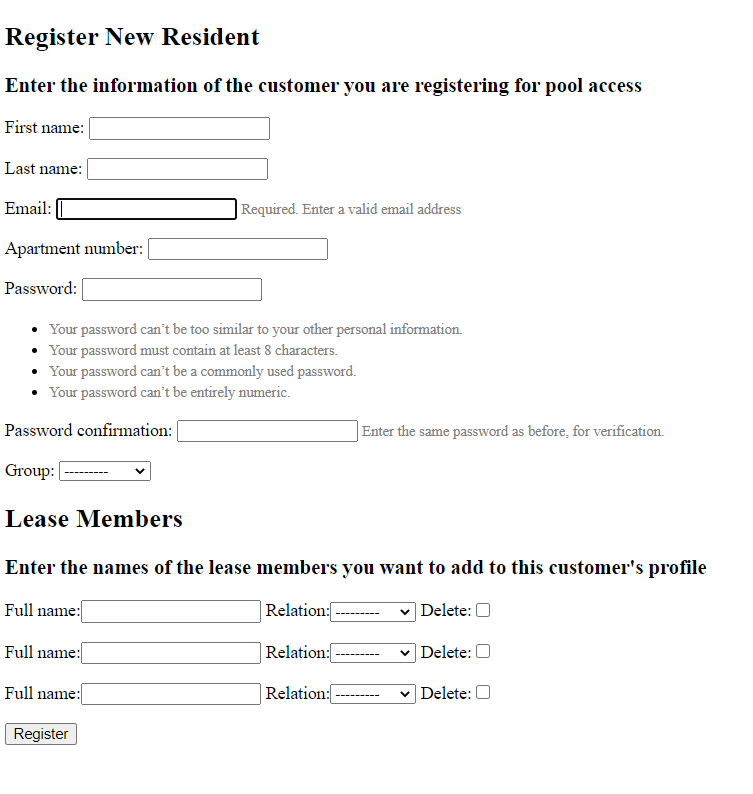 Register New Resident
Enter the information of the customer you are registering for pool access
First name:
Last name:
Email: Required. Enter a valid email address
Apartment number:
Password:
• Your password can’t be too similar to your other personal information.
• Your password must contain at least 8 characters.
• Your password can’t be a commonly used password.
• Your password can’t be entirely numeric.
Password confirmation: Enter the same password as before, for verification.
Group: ---------
Lease Members
Enter the names of the lease members you want to add to this customer's profile
Full name: Relation: --------- Delete:
Full name: Relation: --------- Delete:
Full name: Relation: --------- Delete:
Register